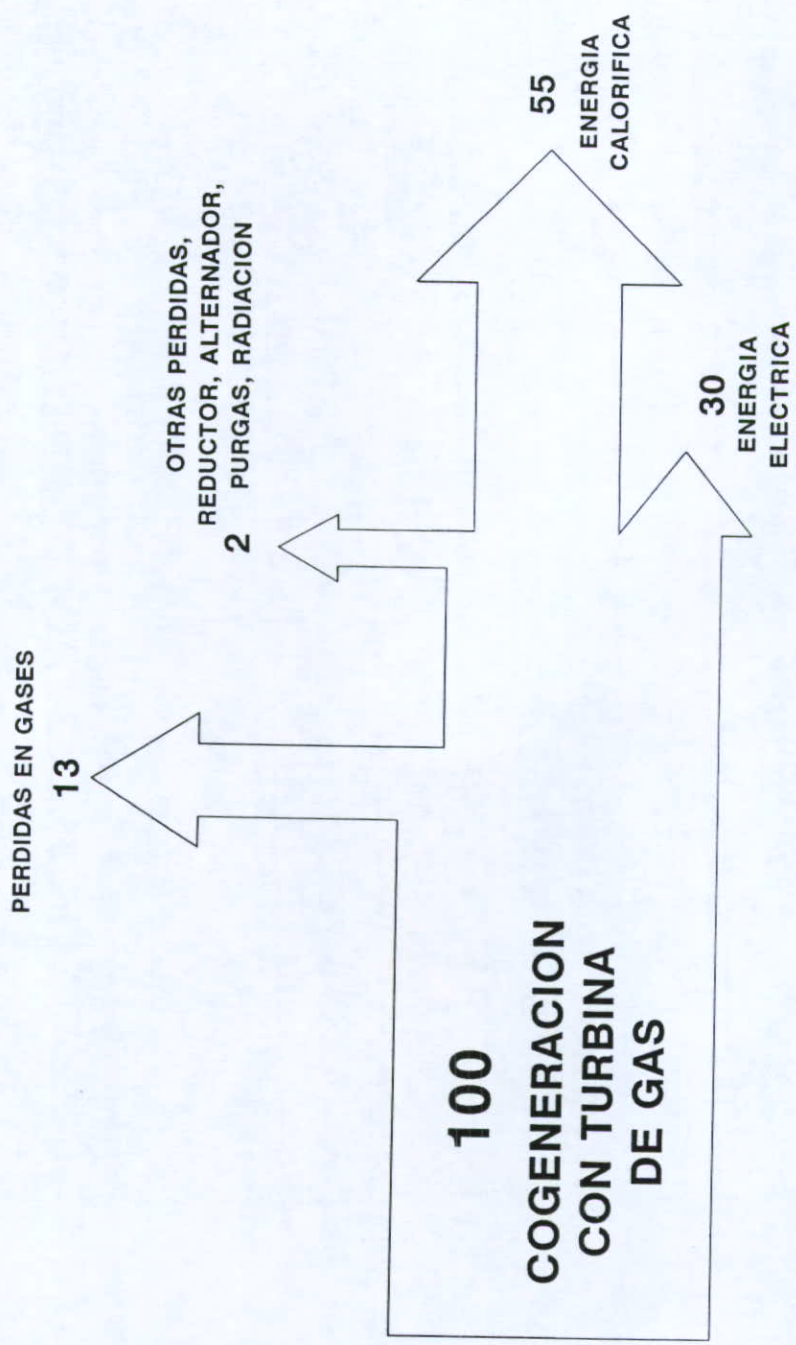 PERDIDAS EN GASES
13
OTRAS PERDIDAS,
REDUCTOR, ALTERNADOR,
PURGAS, RADIACION
2
55
ENERGIA
CALORIFICA
30
ENERGIA
ELECTRICA
100
COGENERACION
CON TURBINA
DE GAS